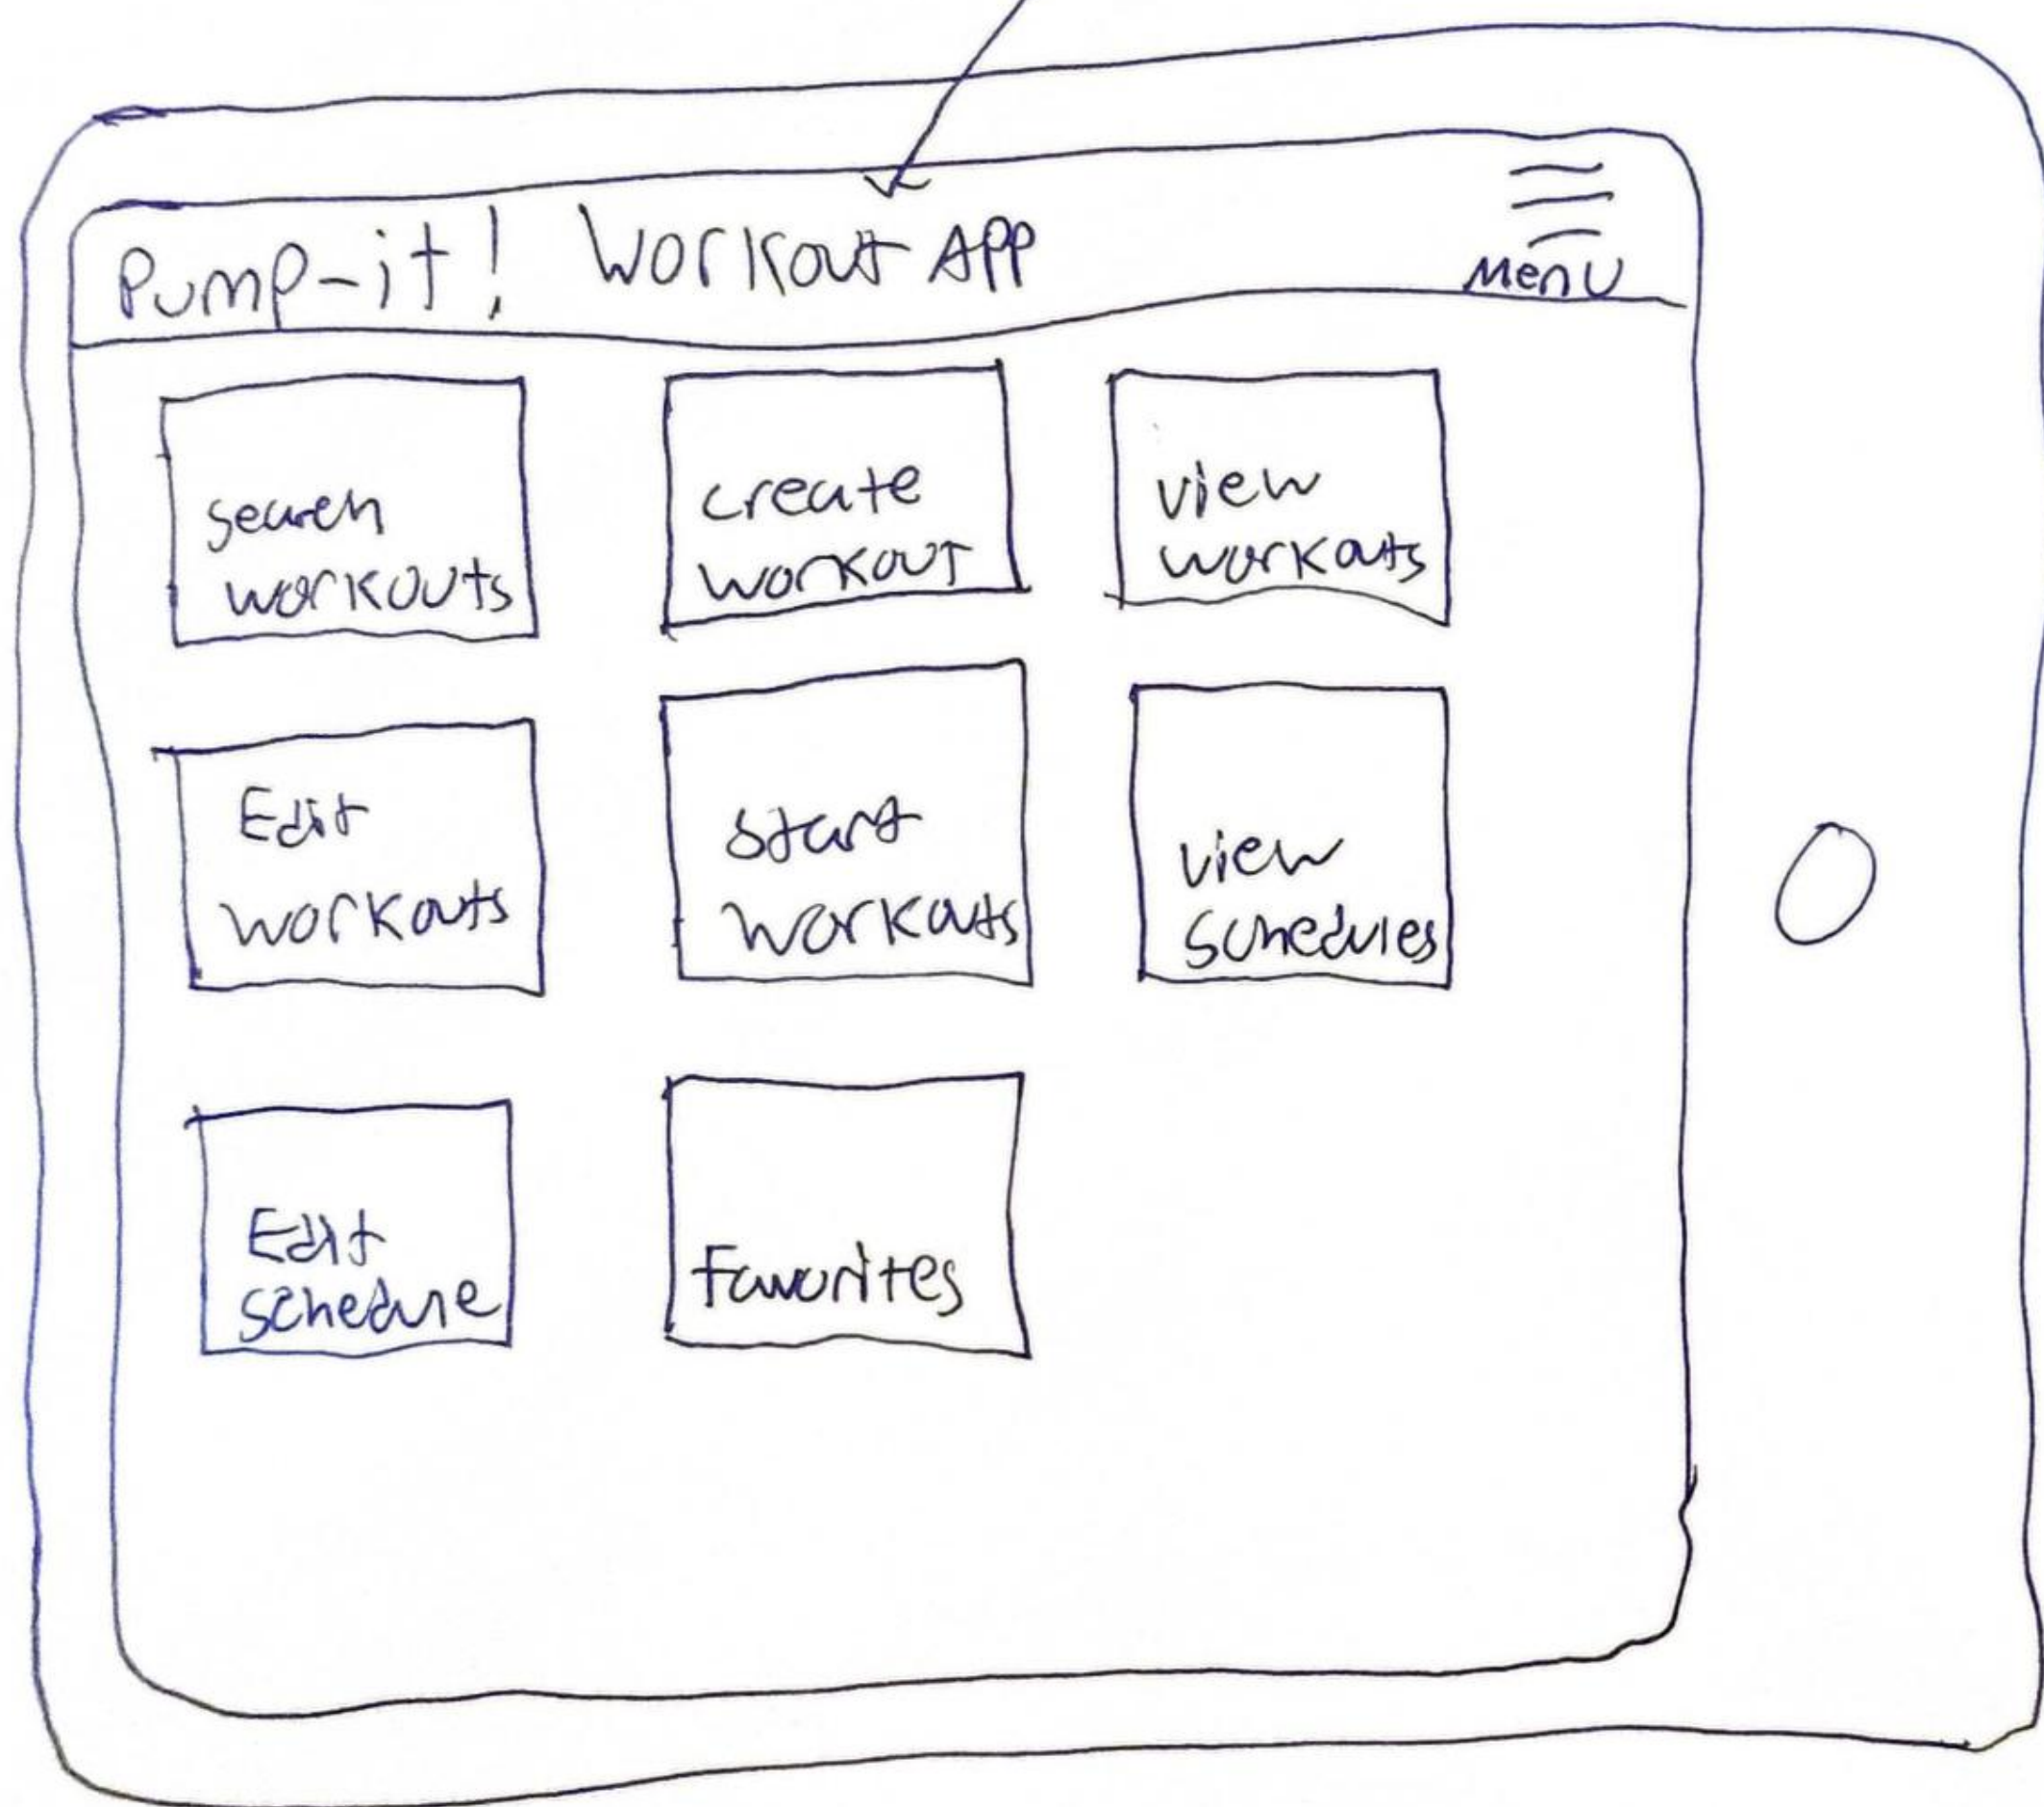 Pump-it! Workout App
Menu
search
workouts
create
workout
view
workouts
Edit
workouts
start
workouts
view
schedules
Edit
schedule
Favorites